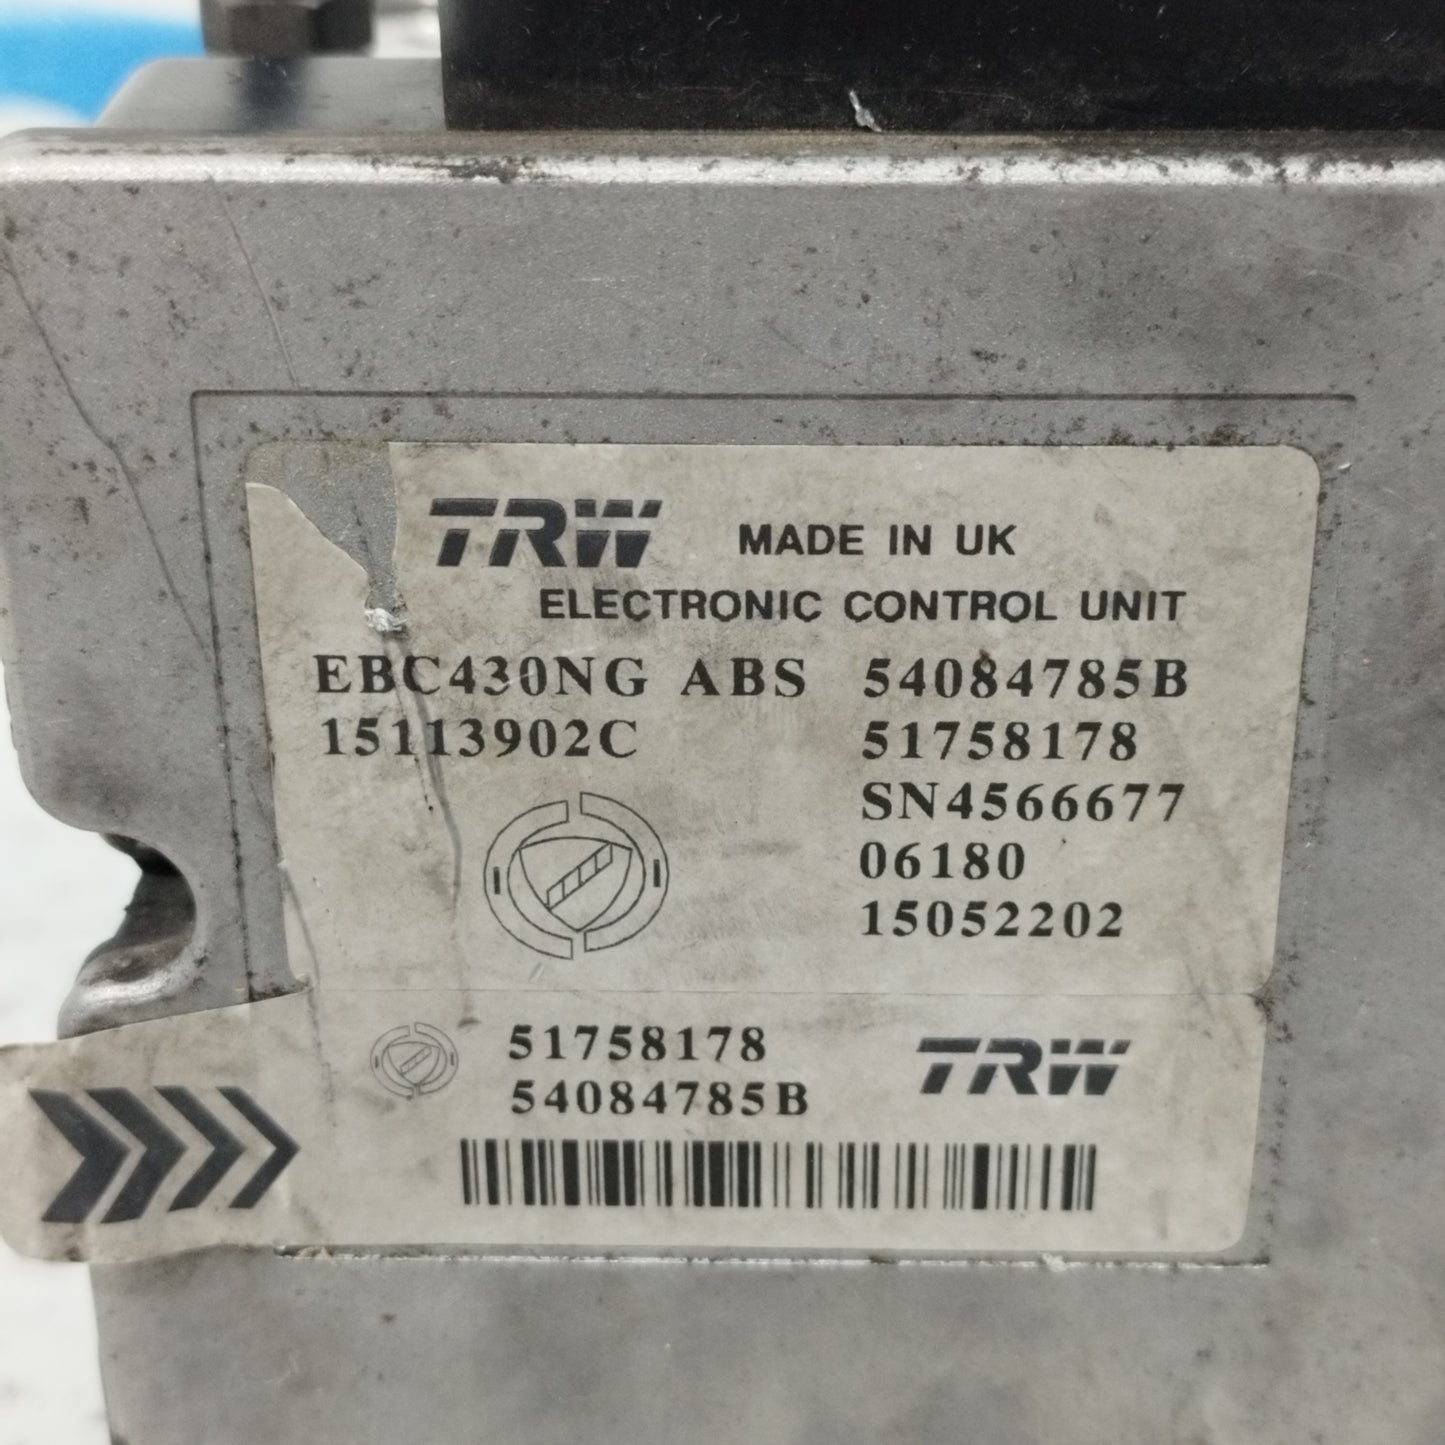 TRW MADE IN UK
ELECTRONIC CONTROL UNIT
EBC430NG ABS 54084785B
15113902C 51758178
SN4566677
06180
15052202
51758178 TRW
54084785B